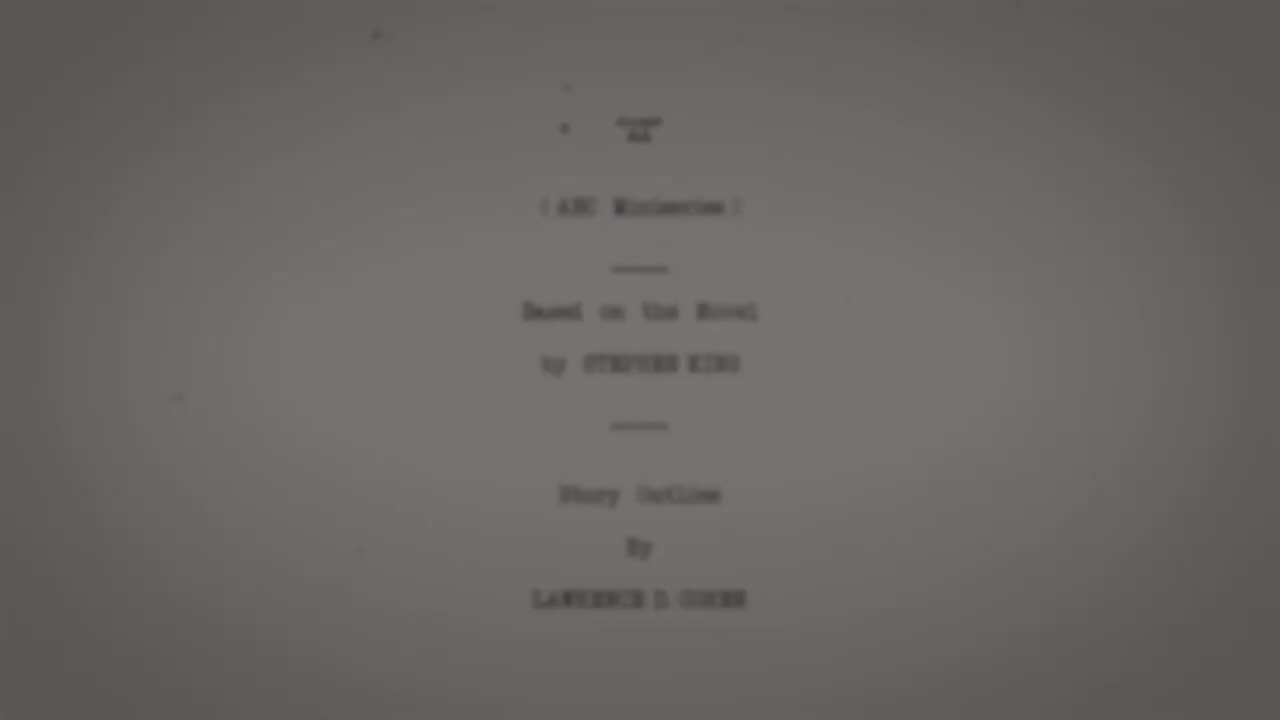 (ABC Miniseries)
Based on the Novel
by STEPHEN KING
Story Outline
By
LAWRENCE D. COHEN